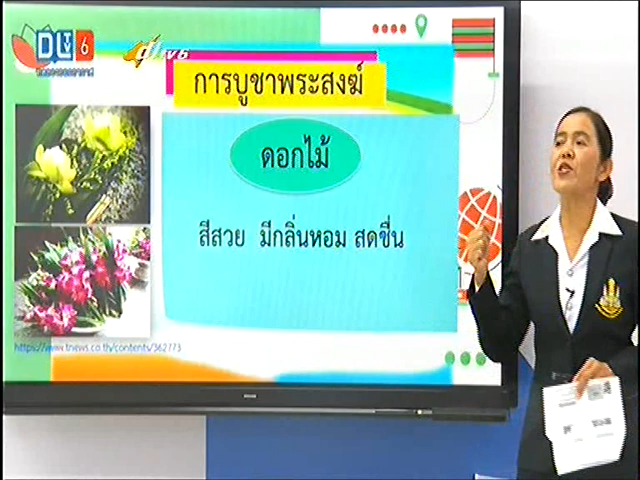 DLTV 6
dltv6
การบูชาพระสงฆ์
ดอกไม้
สีสวย มีกลิ่นหอม สดชื่น
https://www.tnews.co.th/contents/362773